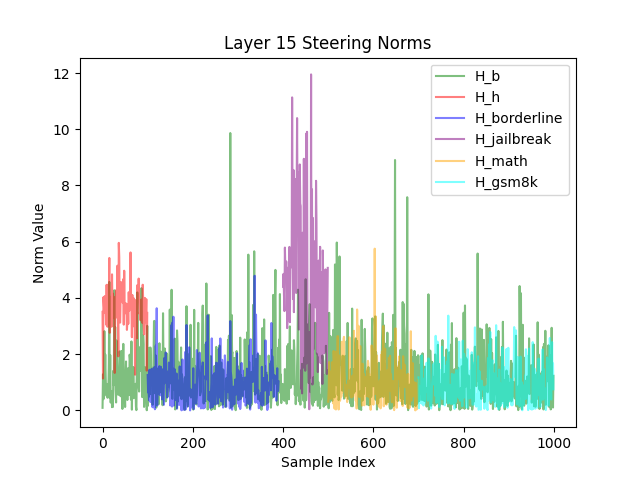 Layer 15 Steering Norms
H_b
H_h
H_borderline
H_jailbreak
H_math
H_gsm8k
Norm Value
12
10
8
6
4
2
0
0 200 400 600 800 1000
Sample Index